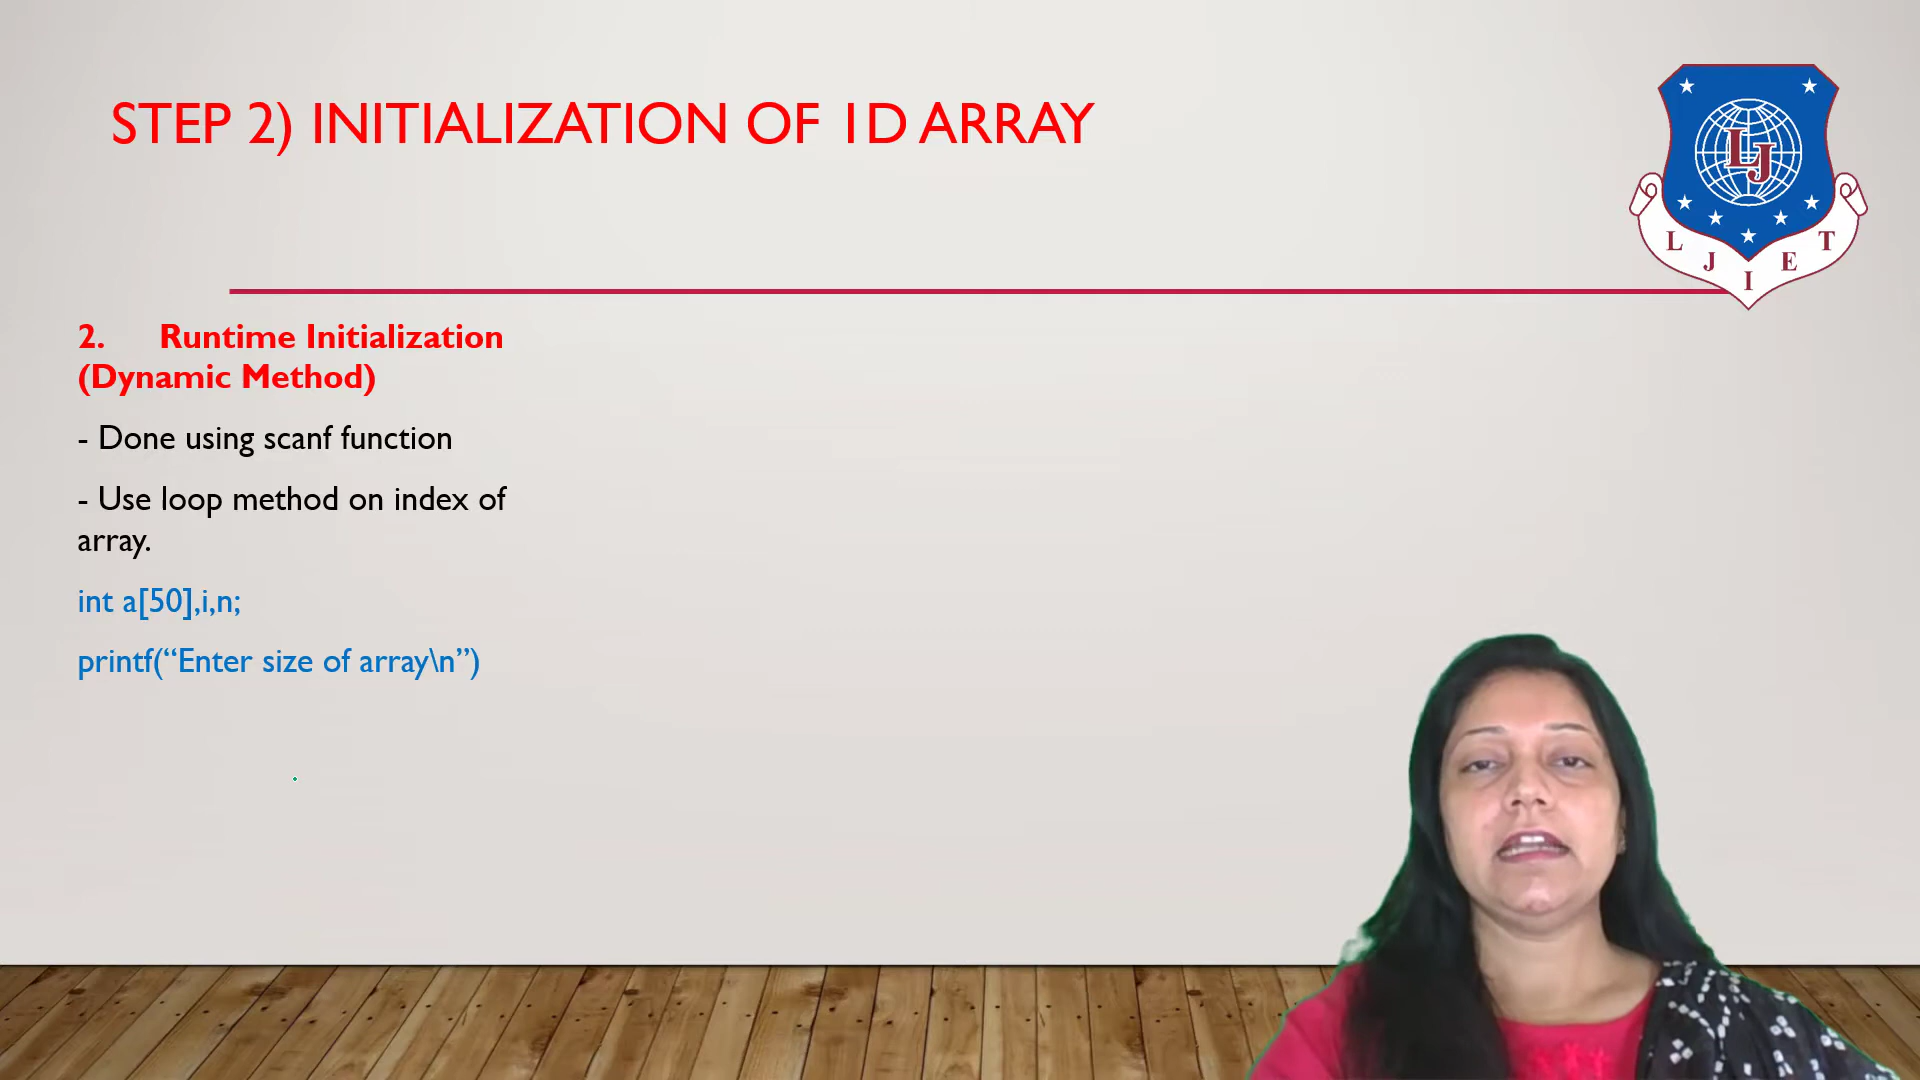 STEP 2) INITIALIZATION OF 1D ARRAY
LJ
L J I E T
2. Runtime Initialization
(Dynamic Method)
- Done using scanf function
- Use loop method on index of
array.
int a[50],i,n;
printf(“Enter size of array\n”)